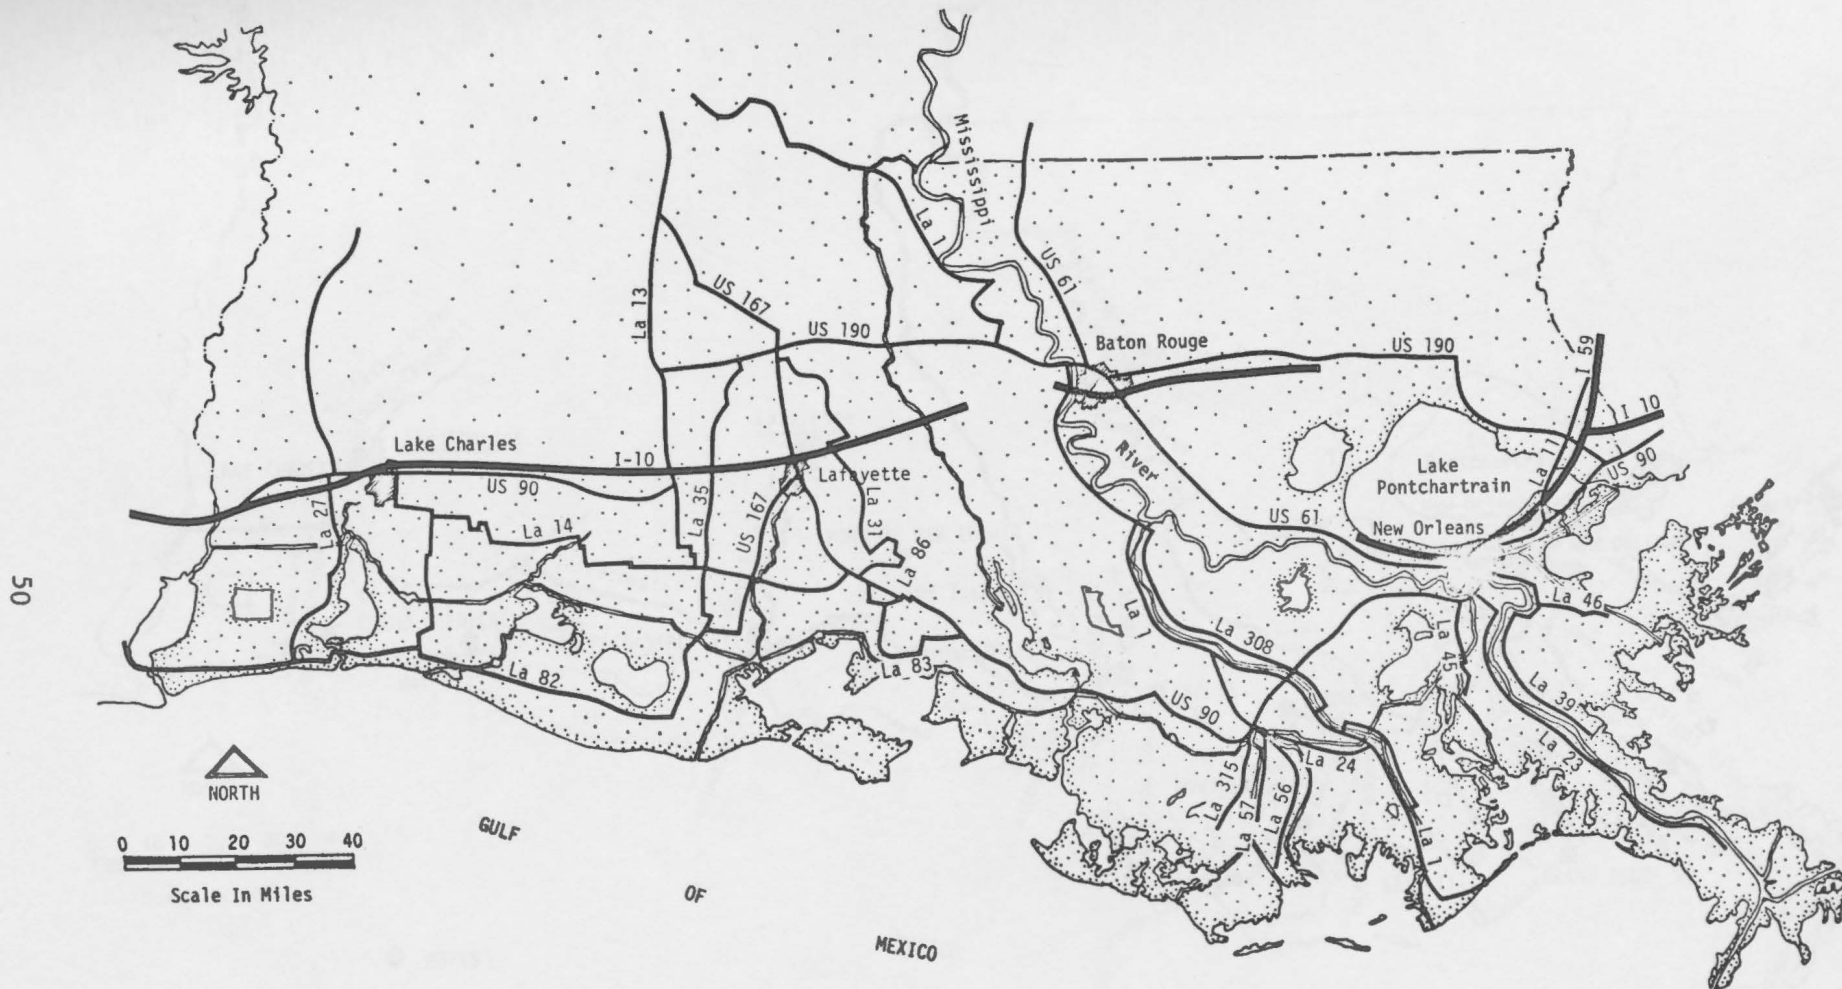 Mississippi
La 1
US 61
La 13
US 167
US 190
Baton Rouge
US 190
I 59
I 10
Lake Charles
I-10
US 90
Lafayette
River
Lake
Pontchartrain
La 11
US 90
La 27
La 14
La 35
US 167
La 31
La 86
US 61
New Orleans
50
La 1
La 308
La 45
La 46
La 82
La 83
US 90
La 39
La 23
La 24
La 315
La 57
La 56
La 1
NORTH
0 10 20 30 40
Scale In Miles
GULF
OF
MEXICO